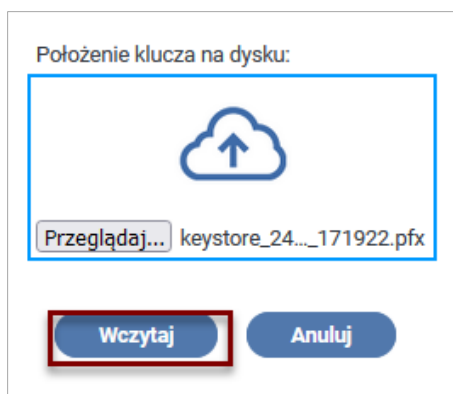 Położenie klucza na dysku:
Przeglądaj... keystore_24..._171922.pfx
Wczytaj Anuluj